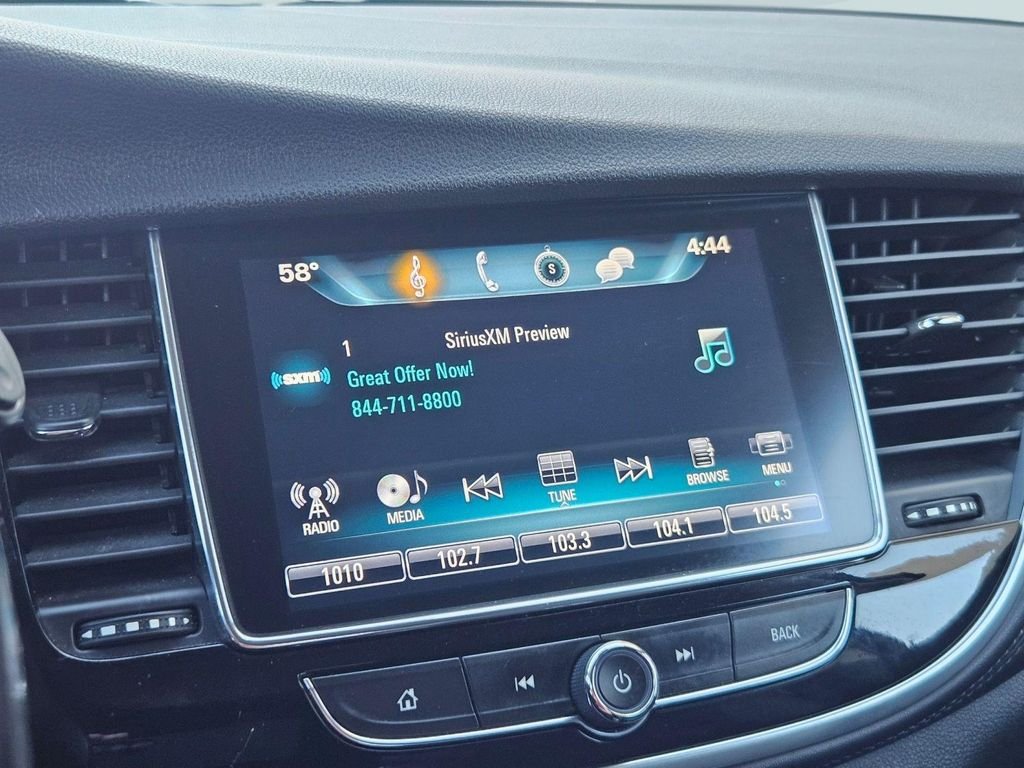 58°
S
4:44
1
SiriusXM Preview
((sxm))
Great Offer Now!
844-711-8800
RADIO
MEDIA
TUNE
BROWSE
MENU
1010
102.7
103.3
104.1
104.5
BACK